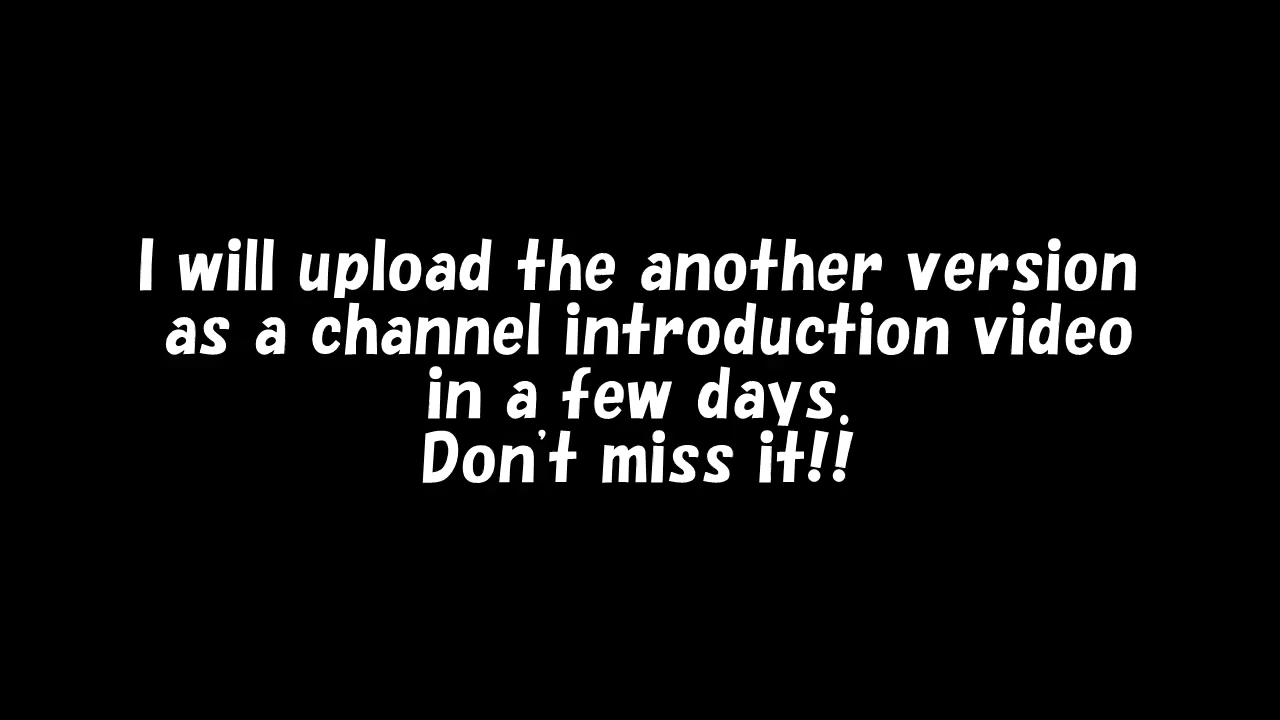 I will upload the another version
as a channel introduction video
in a few days.
Don't miss it!!